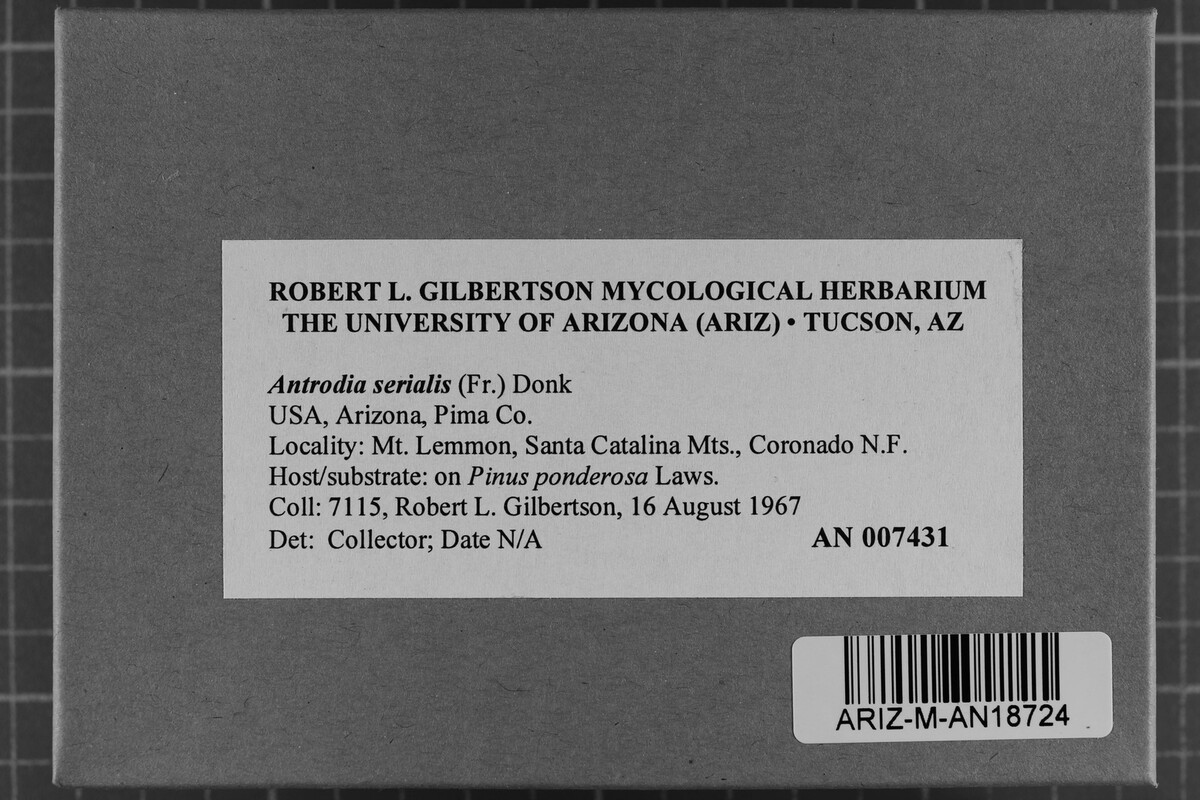 ROBERT L. GILBERTSON MYCOLOGICAL HERBARIUM
THE UNIVERSITY OF ARIZONA (ARIZ) • TUCSON, AZ
Antrodia serialis (Fr.) Donk
USA, Arizona, Pima Co.
Locality: Mt. Lemmon, Santa Catalina Mts., Coronado N.F.
Host/substrate: on Pinus ponderosa Laws.
Coll: 7115, Robert L. Gilbertson, 16 August 1967
Det: Collector; Date N/A AN 007431
ARIZ-M-AN18724